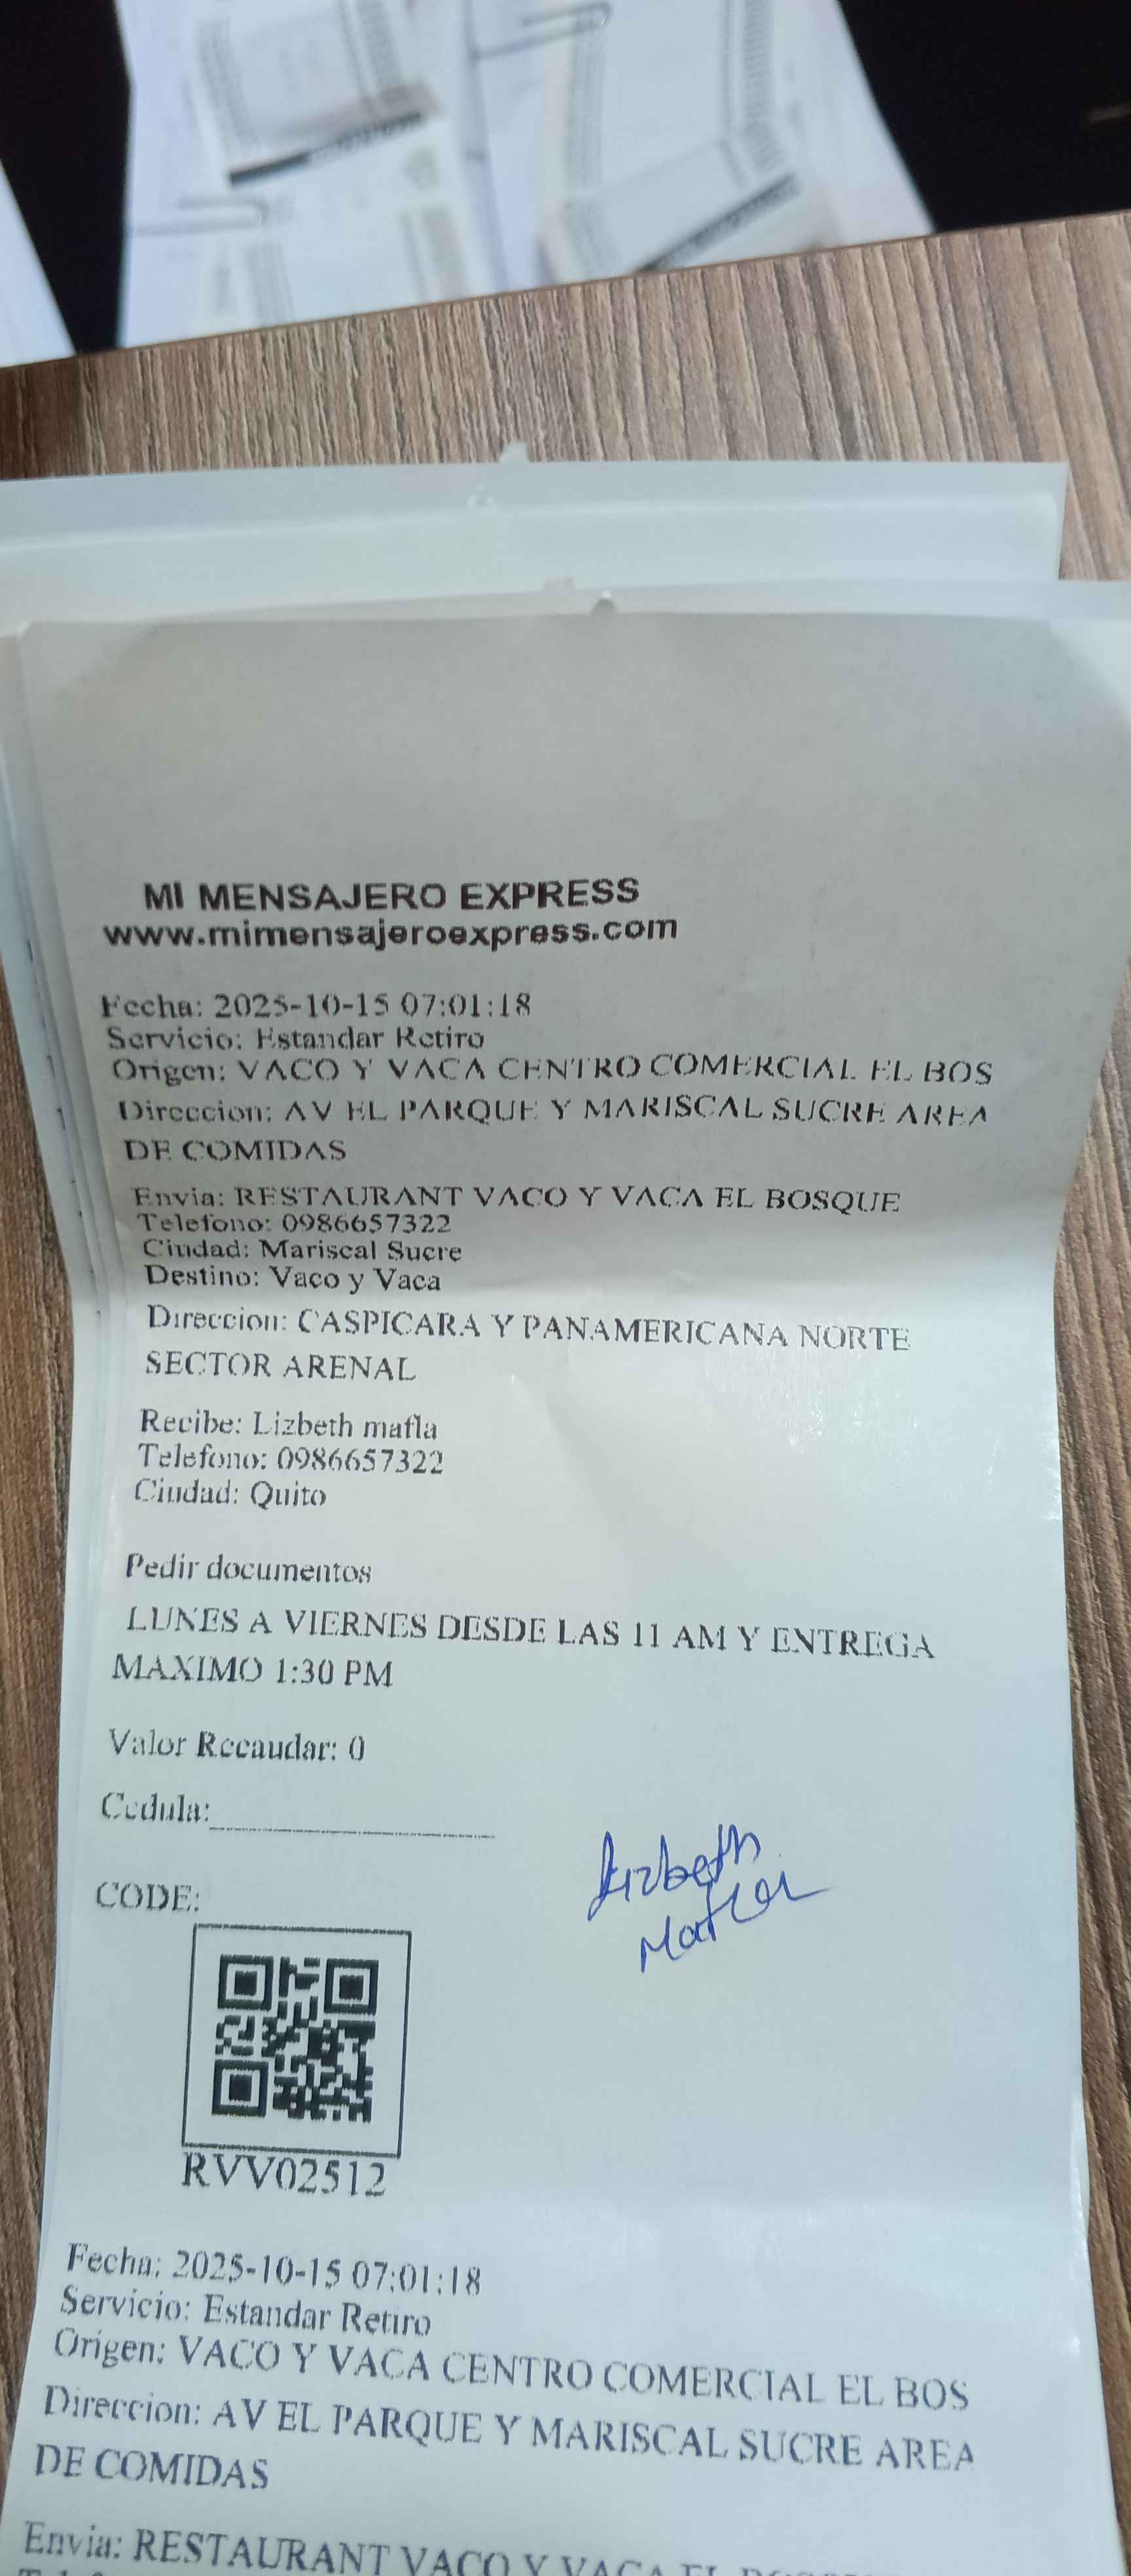 MI MENSAJERO EXPRESS
www.mimensajeroexpress.com
Fecha: 2025-10-15 07:01:18
Servicio: Estandar Retiro
Origen: VACO Y VACA CENTRO COMERCIAL EL BOS
Direccion: AV EL PARQUE Y MARISCAL SUCRE AREA
DE COMIDAS
Envia: RESTAURANT VACO Y VACA EL BOSQUE
Telefono: 0986657322
Ciudad: Mariscal Sucre
Destino: Vaco y Vaca
Direccion: CASPICARA Y PANAMERICANA NORTE
SECTOR ARENAL
Recibe: Lizbeth mafla
Telefono: 0986657322
Ciudad: Quito
Pedir documentos
LUNES A VIERNES DESDE LAS 11 AM Y ENTREGA
MAXIMO 1:30 PM
Valor Recaudar: 0
Cedula:
Lizbeth
Mafla
CODE:
RVV02512
Fecha: 2025-10-15 07:01:18
Servicio: Estandar Retiro
Origen: VACO Y VACA CENTRO COMERCIAL EL BOS
Direccion: AV EL PARQUE Y MARISCAL SUCRE AREA
DE COMIDAS
Envia: RESTAURANT VACO Y VACA EL